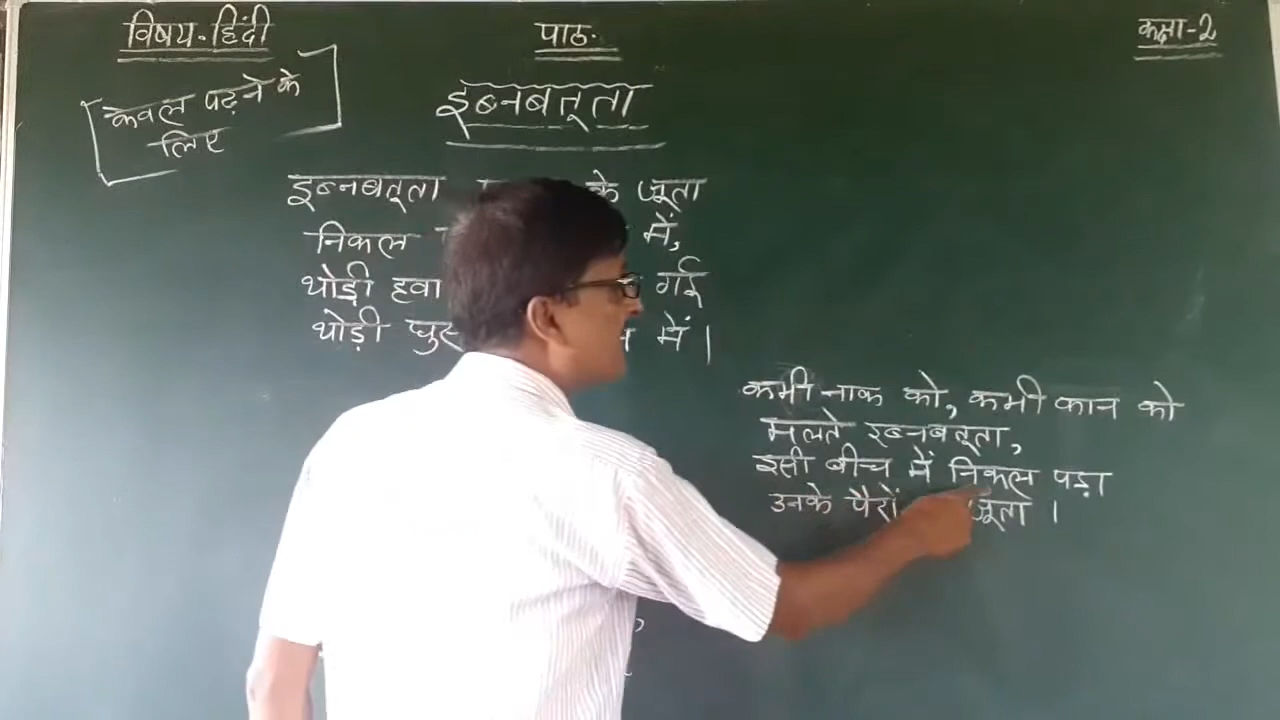 विषय-हिंदी
पाठ-
कक्षा-2
[केवल पढ़ने के
लिए]
इब्नबतूता
इब्नबतूता के जूता
निकल में,
थोड़ी हवा गई
थोड़ी में।
कभी नाक को, कभी कान को
मलते इब्नबतूता,
इसी बीच में निकल पड़ा
उनके पैरों जूता।